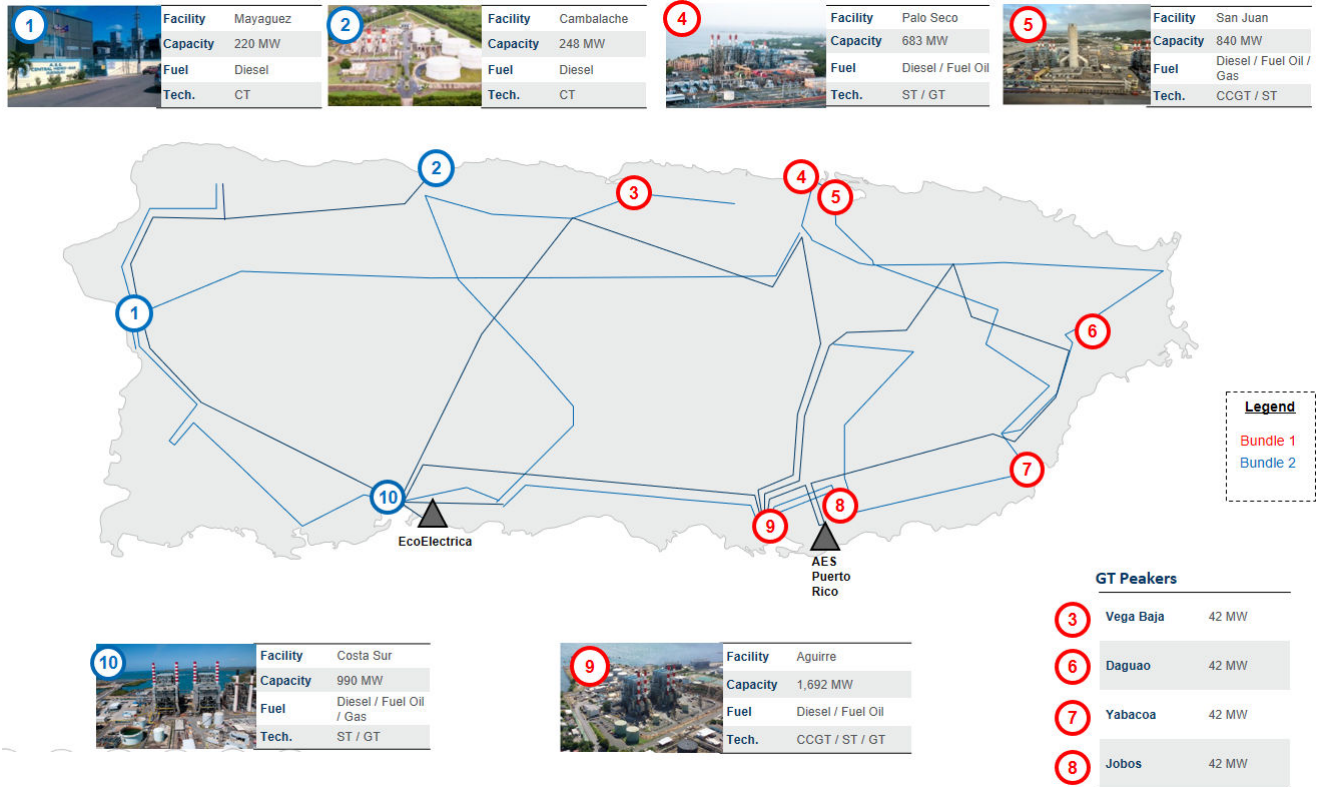 1
Facility Mayaguez
Capacity 220 MW
Fuel Diesel
Tech. CT
2
Facility Cambalache
Capacity 248 MW
Fuel Diesel
Tech. CT
4
Facility Palo Seco
Capacity 683 MW
Fuel Diesel / Fuel Oil
Tech. ST / GT
5
Facility San Juan
Capacity 840 MW
Fuel Diesel / Fuel Oil /
Gas
Tech. CCGT / ST
2
3
4
5
1
6
7
10
8
9
EcoElectrica
AES
Puerto
Rico
Legend
Bundle 1
Bundle 2
10
Facility Costa Sur
Capacity 990 MW
Fuel Diesel / Fuel Oil
/ Gas
Tech. ST / GT
9
Facility Aguirre
Capacity 1,692 MW
Fuel Diesel / Fuel Oil
Tech. CCGT / ST / GT
GT Peakers
3 Vega Baja 42 MW
6 Daguao 42 MW
7 Yabacoa 42 MW
8 Jobos 42 MW